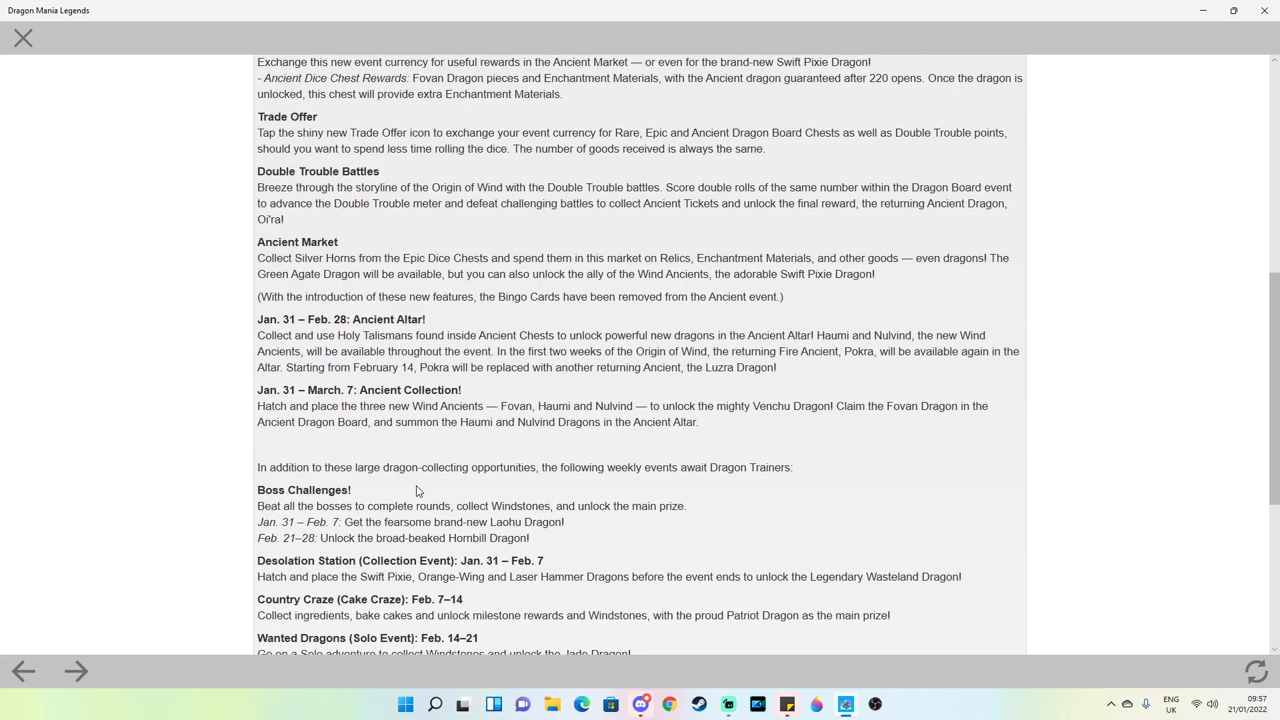 Dragon Mania Legends
Exchange this new event currency for useful rewards in the Ancient Market — or even for the brand-new Swift Pixie Dragon!
- Ancient Dice Chest Rewards: Fovan Dragon pieces and Enchantment Materials, with the Ancient dragon guaranteed after 220 opens. Once the dragon is
unlocked, this chest will provide extra Enchantment Materials.
Trade Offer
Tap the shiny new Trade Offer icon to exchange your event currency for Rare, Epic and Ancient Dragon Board Chests as well as Double Trouble points,
should you want to spend less time rolling the dice. The number of goods received is always the same.
Double Trouble Battles
Breeze through the storyline of the Origin of Wind with the Double Trouble battles. Score double rolls of the same number within the Dragon Board event
to advance the Double Trouble meter and defeat challenging battles to collect Ancient Tickets and unlock the final reward, the returning Ancient Dragon,
Oi'ra!
Ancient Market
Collect Silver Horns from the Epic Dice Chests and spend them in this market on Relics, Enchantment Materials, and other goods — even dragons! The
Green Agate Dragon will be available, but you can also unlock the ally of the Wind Ancients, the adorable Swift Pixie Dragon!
(With the introduction of these new features, the Bingo Cards have been removed from the Ancient event.)
Jan. 31 – Feb. 28: Ancient Altar!
Collect and use Holy Talismans found inside Ancient Chests to unlock powerful new dragons in the Ancient Altar! Haumi and Nulvind, the new Wind
Ancients, will be available throughout the event. In the first two weeks of the Origin of Wind, the returning Fire Ancient, Pokra, will be available again in the
Altar. Starting from February 14, Pokra will be replaced with another returning Ancient, the Luzra Dragon!
Jan. 31 – March. 7: Ancient Collection!
Hatch and place the three new Wind Ancients — Fovan, Haumi and Nulvind — to unlock the mighty Venchu Dragon! Claim the Fovan Dragon in the
Ancient Dragon Board, and summon the Haumi and Nulvind Dragons in the Ancient Altar.
In addition to these large dragon-collecting opportunities, the following weekly events await Dragon Trainers:
Boss Challenges!
Beat all the bosses to complete rounds, collect Windstones, and unlock the main prize.
Jan. 31 – Feb. 7: Get the fearsome brand-new Laohu Dragon!
Feb. 21–28: Unlock the broad-beaked Hornbill Dragon!
Desolation Station (Collection Event): Jan. 31 – Feb. 7
Hatch and place the Swift Pixie, Orange-Wing and Laser Hammer Dragons before the event ends to unlock the Legendary Wasteland Dragon!
Country Craze (Cake Craze): Feb. 7–14
Collect ingredients, bake cakes and unlock milestone rewards and Windstones, with the proud Patriot Dragon as the main prize!
Wanted Dragons (Solo Event): Feb. 14–21
Go on a Solo adventure to collect Windstones and unlock the Jade Dragon!
ENG
UK
09:57
21/01/2022